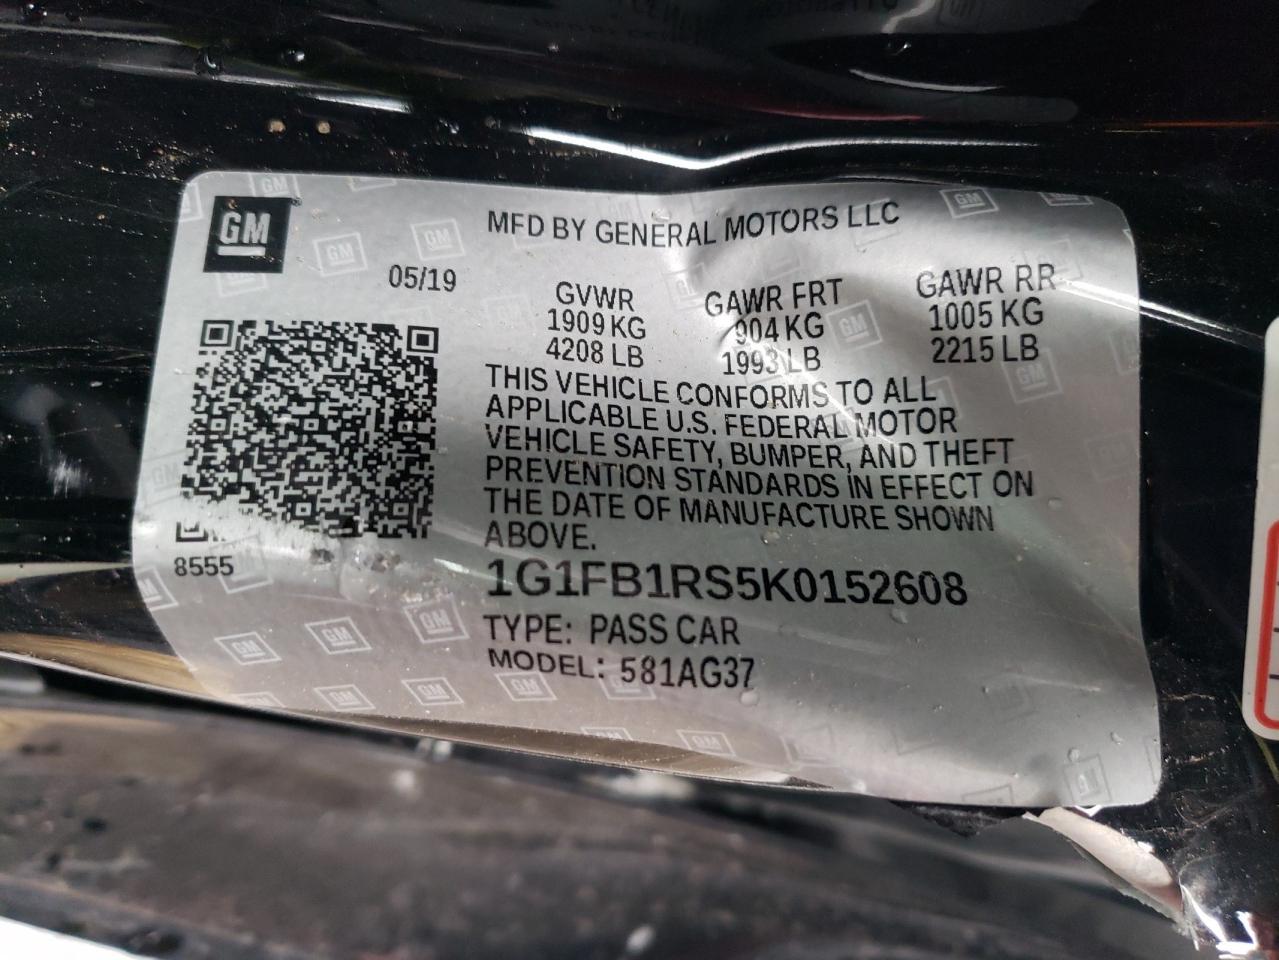 GM
MFD BY GENERAL MOTORS LLC
05/19
GVWR GAWR FRT GAWR RR
1909 KG 904 KG 1005 KG
4208 LB 1993 LB 2215 LB
THIS VEHICLE CONFORMS TO ALL
APPLICABLE U.S. FEDERAL MOTOR
VEHICLE SAFETY, BUMPER, AND THEFT
PREVENTION STANDARDS IN EFFECT ON
THE DATE OF MANUFACTURE SHOWN
ABOVE.
8555
1G1FB1RS5K0152608
TYPE: PASS CAR
MODEL: 581AG37